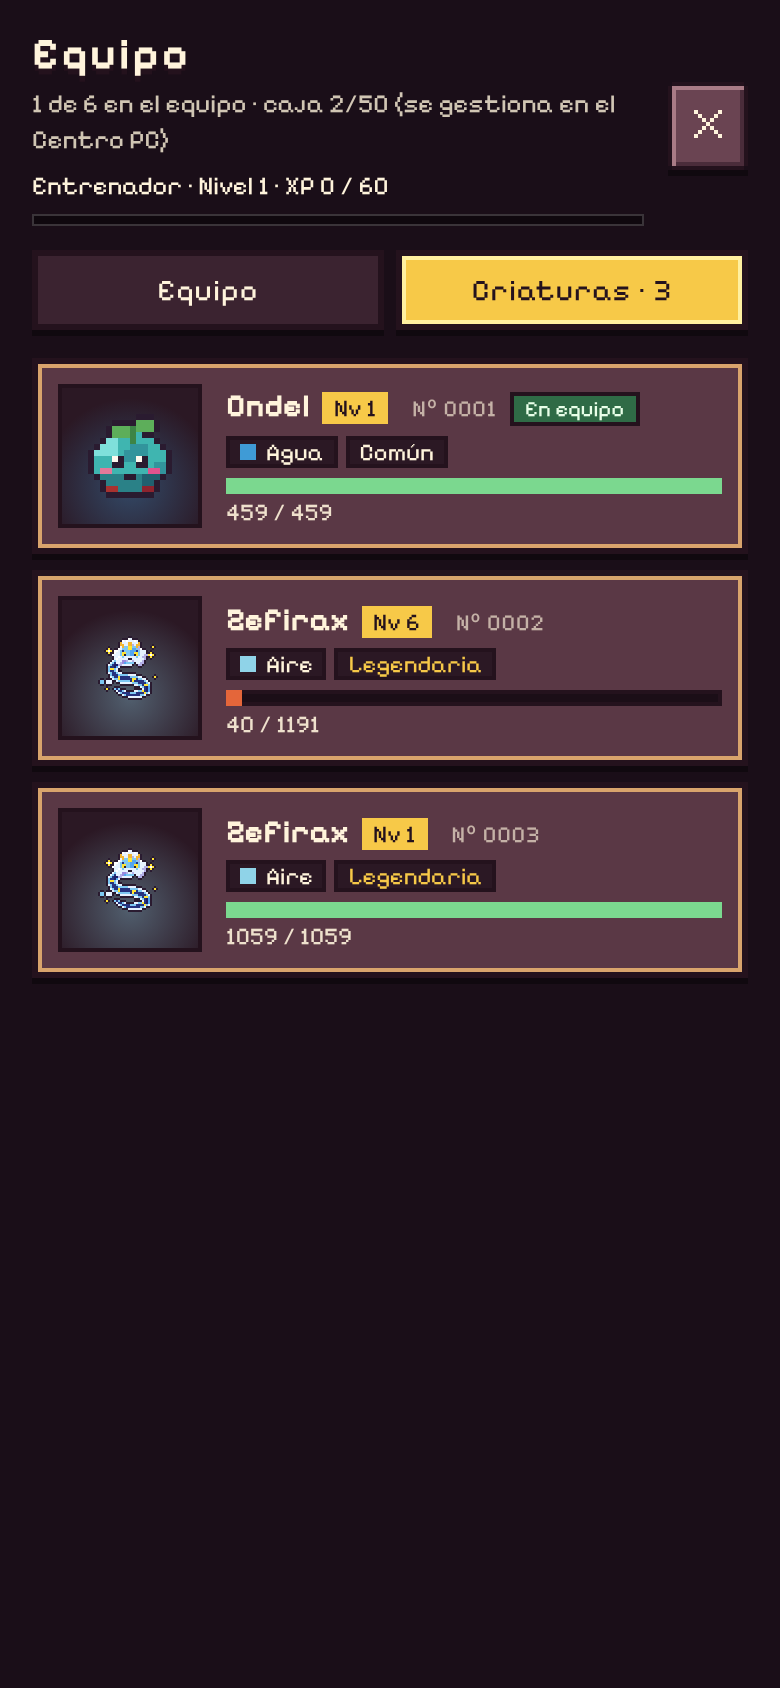 Equipo
1 de 6 en el equipo · caja 2/50 (se gestiona en el
Centro PC)
Entrenador · Nivel 1 · XP 0 / 60
Equipo
Criaturas · 3
Ondel Nv 1 Nº 0001 En equipo
Agua Común
459 / 459
Zefirax Nv 6 Nº 0002
Aire Legendaria
40 / 1191
Zefirax Nv 1 Nº 0003
Aire Legendaria
1059 / 1059